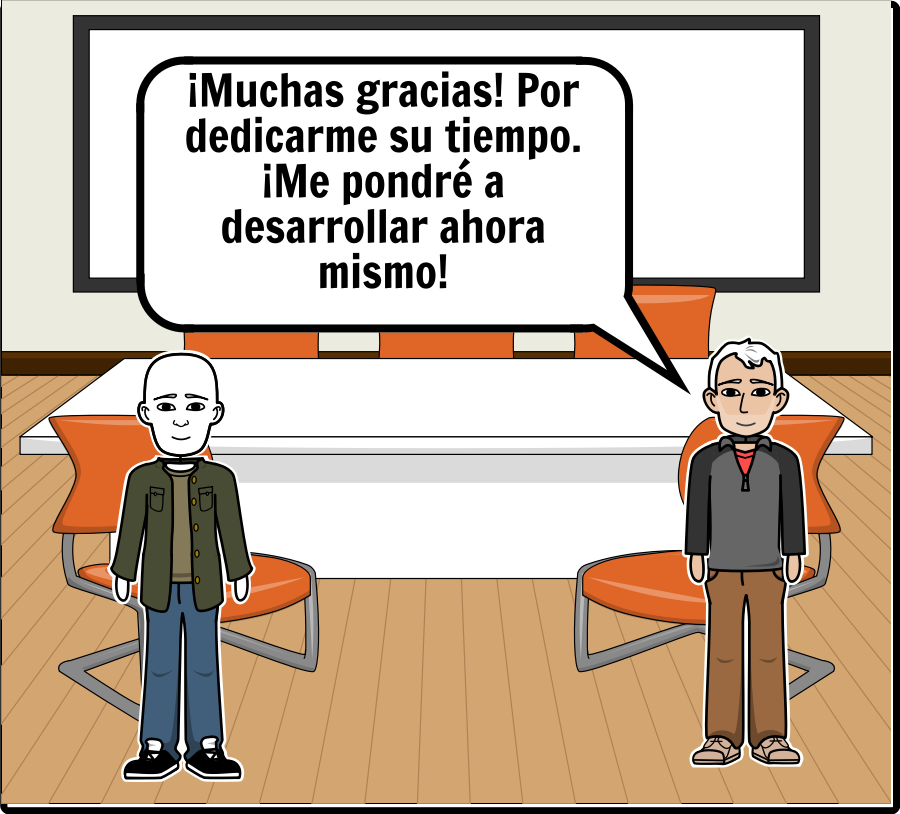 ¡Muchas gracias! Por
dedicarme su tiempo.
¡Me pondré a
desarrollar ahora
mismo!